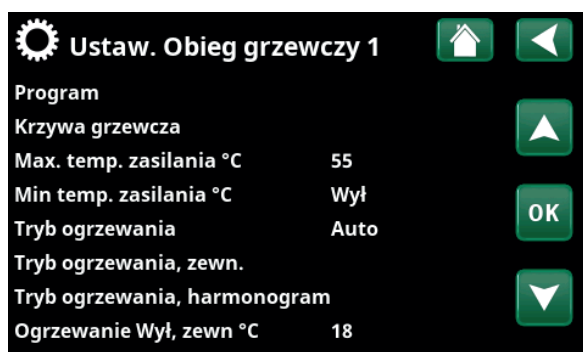 Ustaw. Obieg grzewczy 1
Program
Krzywa grzewcza
Max. temp. zasilania °C 55
Min temp. zasilania °C Wył
Tryb ogrzewania Auto
OK
Tryb ogrzewania, zewn.
Tryb ogrzewania, harmonogram
Ogrzewanie Wył, zewn °C 18